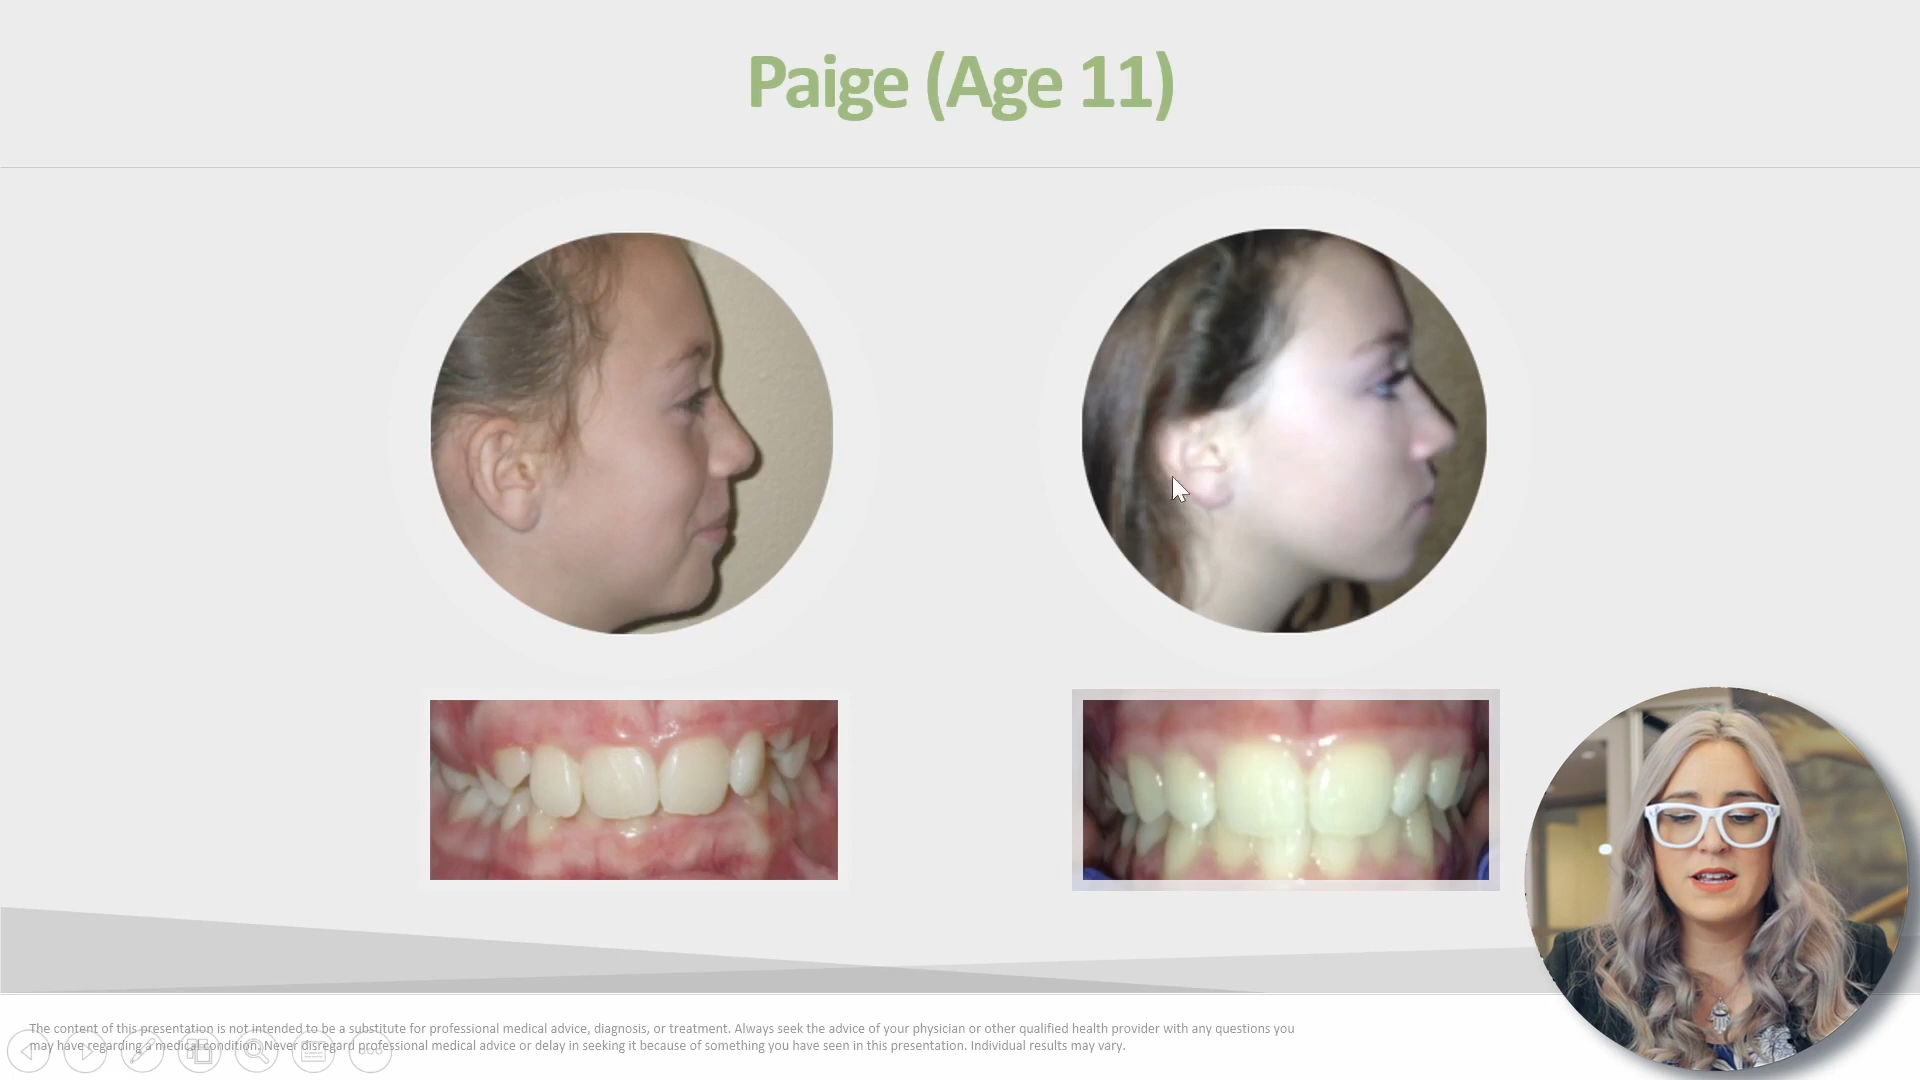 Paige (Age 11)
The content of this presentation is not intended to be a substitute for professional medical advice, diagnosis, or treatment. Always seek the advice of your physician or other qualified health provider with any questions you
may have regarding a medical condition. Never disregard professional medical advice or delay in seeking it because of something you have seen in this presentation. Individual results may vary.